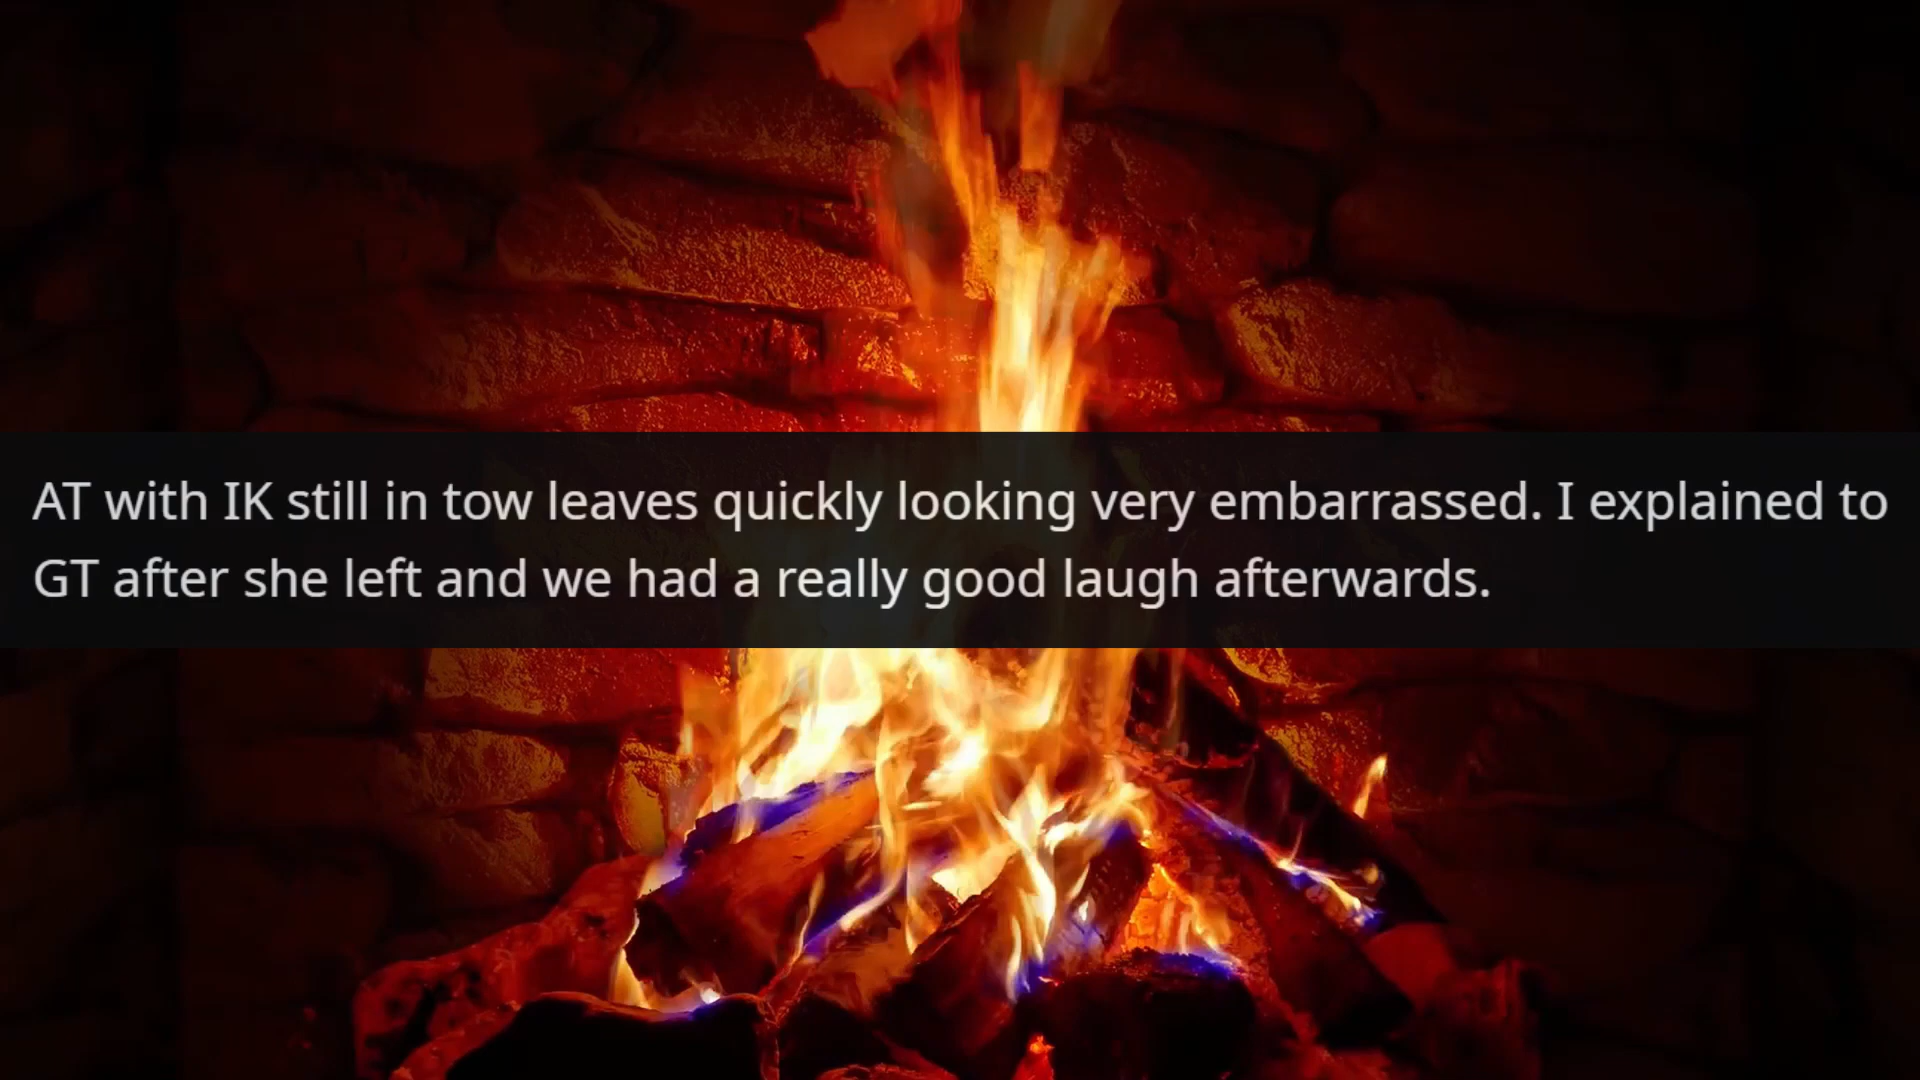 AT with IK still in tow leaves quickly looking very embarrassed. I explained to
GT after she left and we had a really good laugh afterwards.